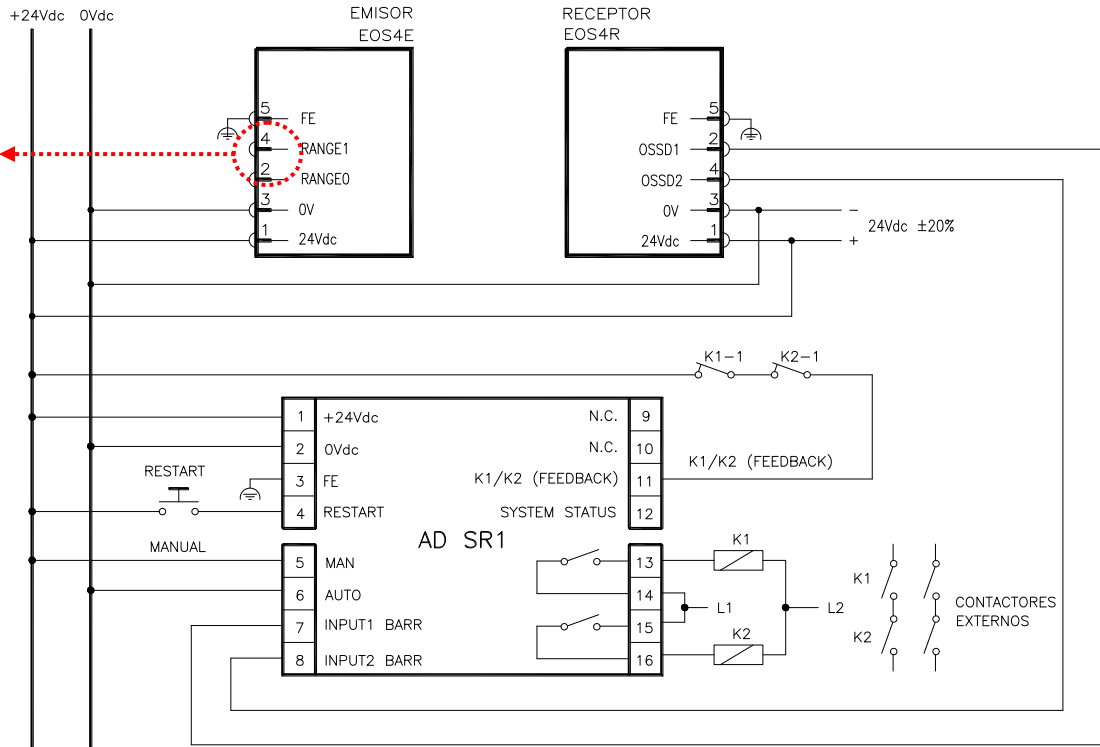 +24Vdc 0Vdc
EMISOR
EOS4E
RECEPTOR
EOS4R
5 FE
4 RANGE1
2 RANGE0
3 0V
1 24Vdc
FE 5
OSSD1 2
OSSD2 4
0V 3
24Vdc 1
-
24Vdc ±20%
+
K1-1 K2-1
1 +24Vdc
2 0Vdc
3 FE
4 RESTART
N.C. 9
N.C. 10
K1/K2 (FEEDBACK) 11
SYSTEM STATUS 12
K1/K2 (FEEDBACK)
RESTART
MANUAL
AD SR1
5 MAN
6 AUTO
7 INPUT1 BARR
8 INPUT2 BARR
13
14
15
16
K1
L1
L2
K2
K1
K2
CONTACTORES
EXTERNOS